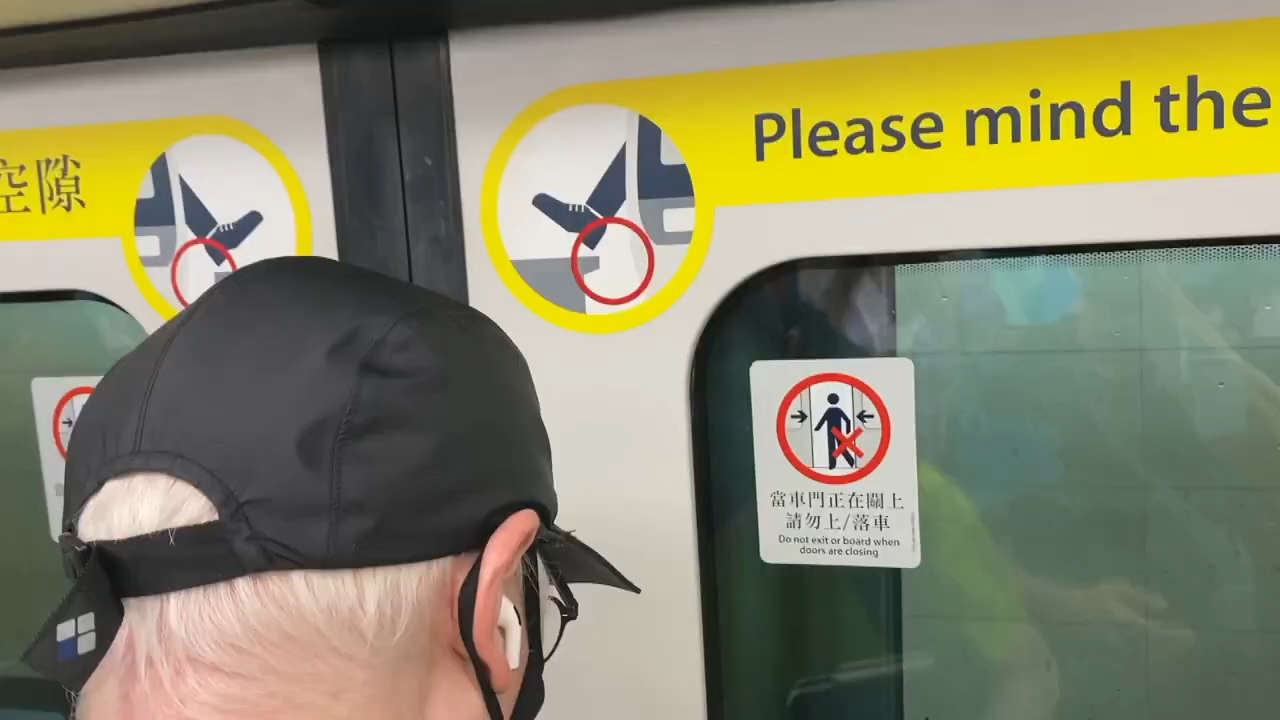 空隙
Please mind the
當車門正在關上
請勿上/落車
Do not exit or board when
doors are closing